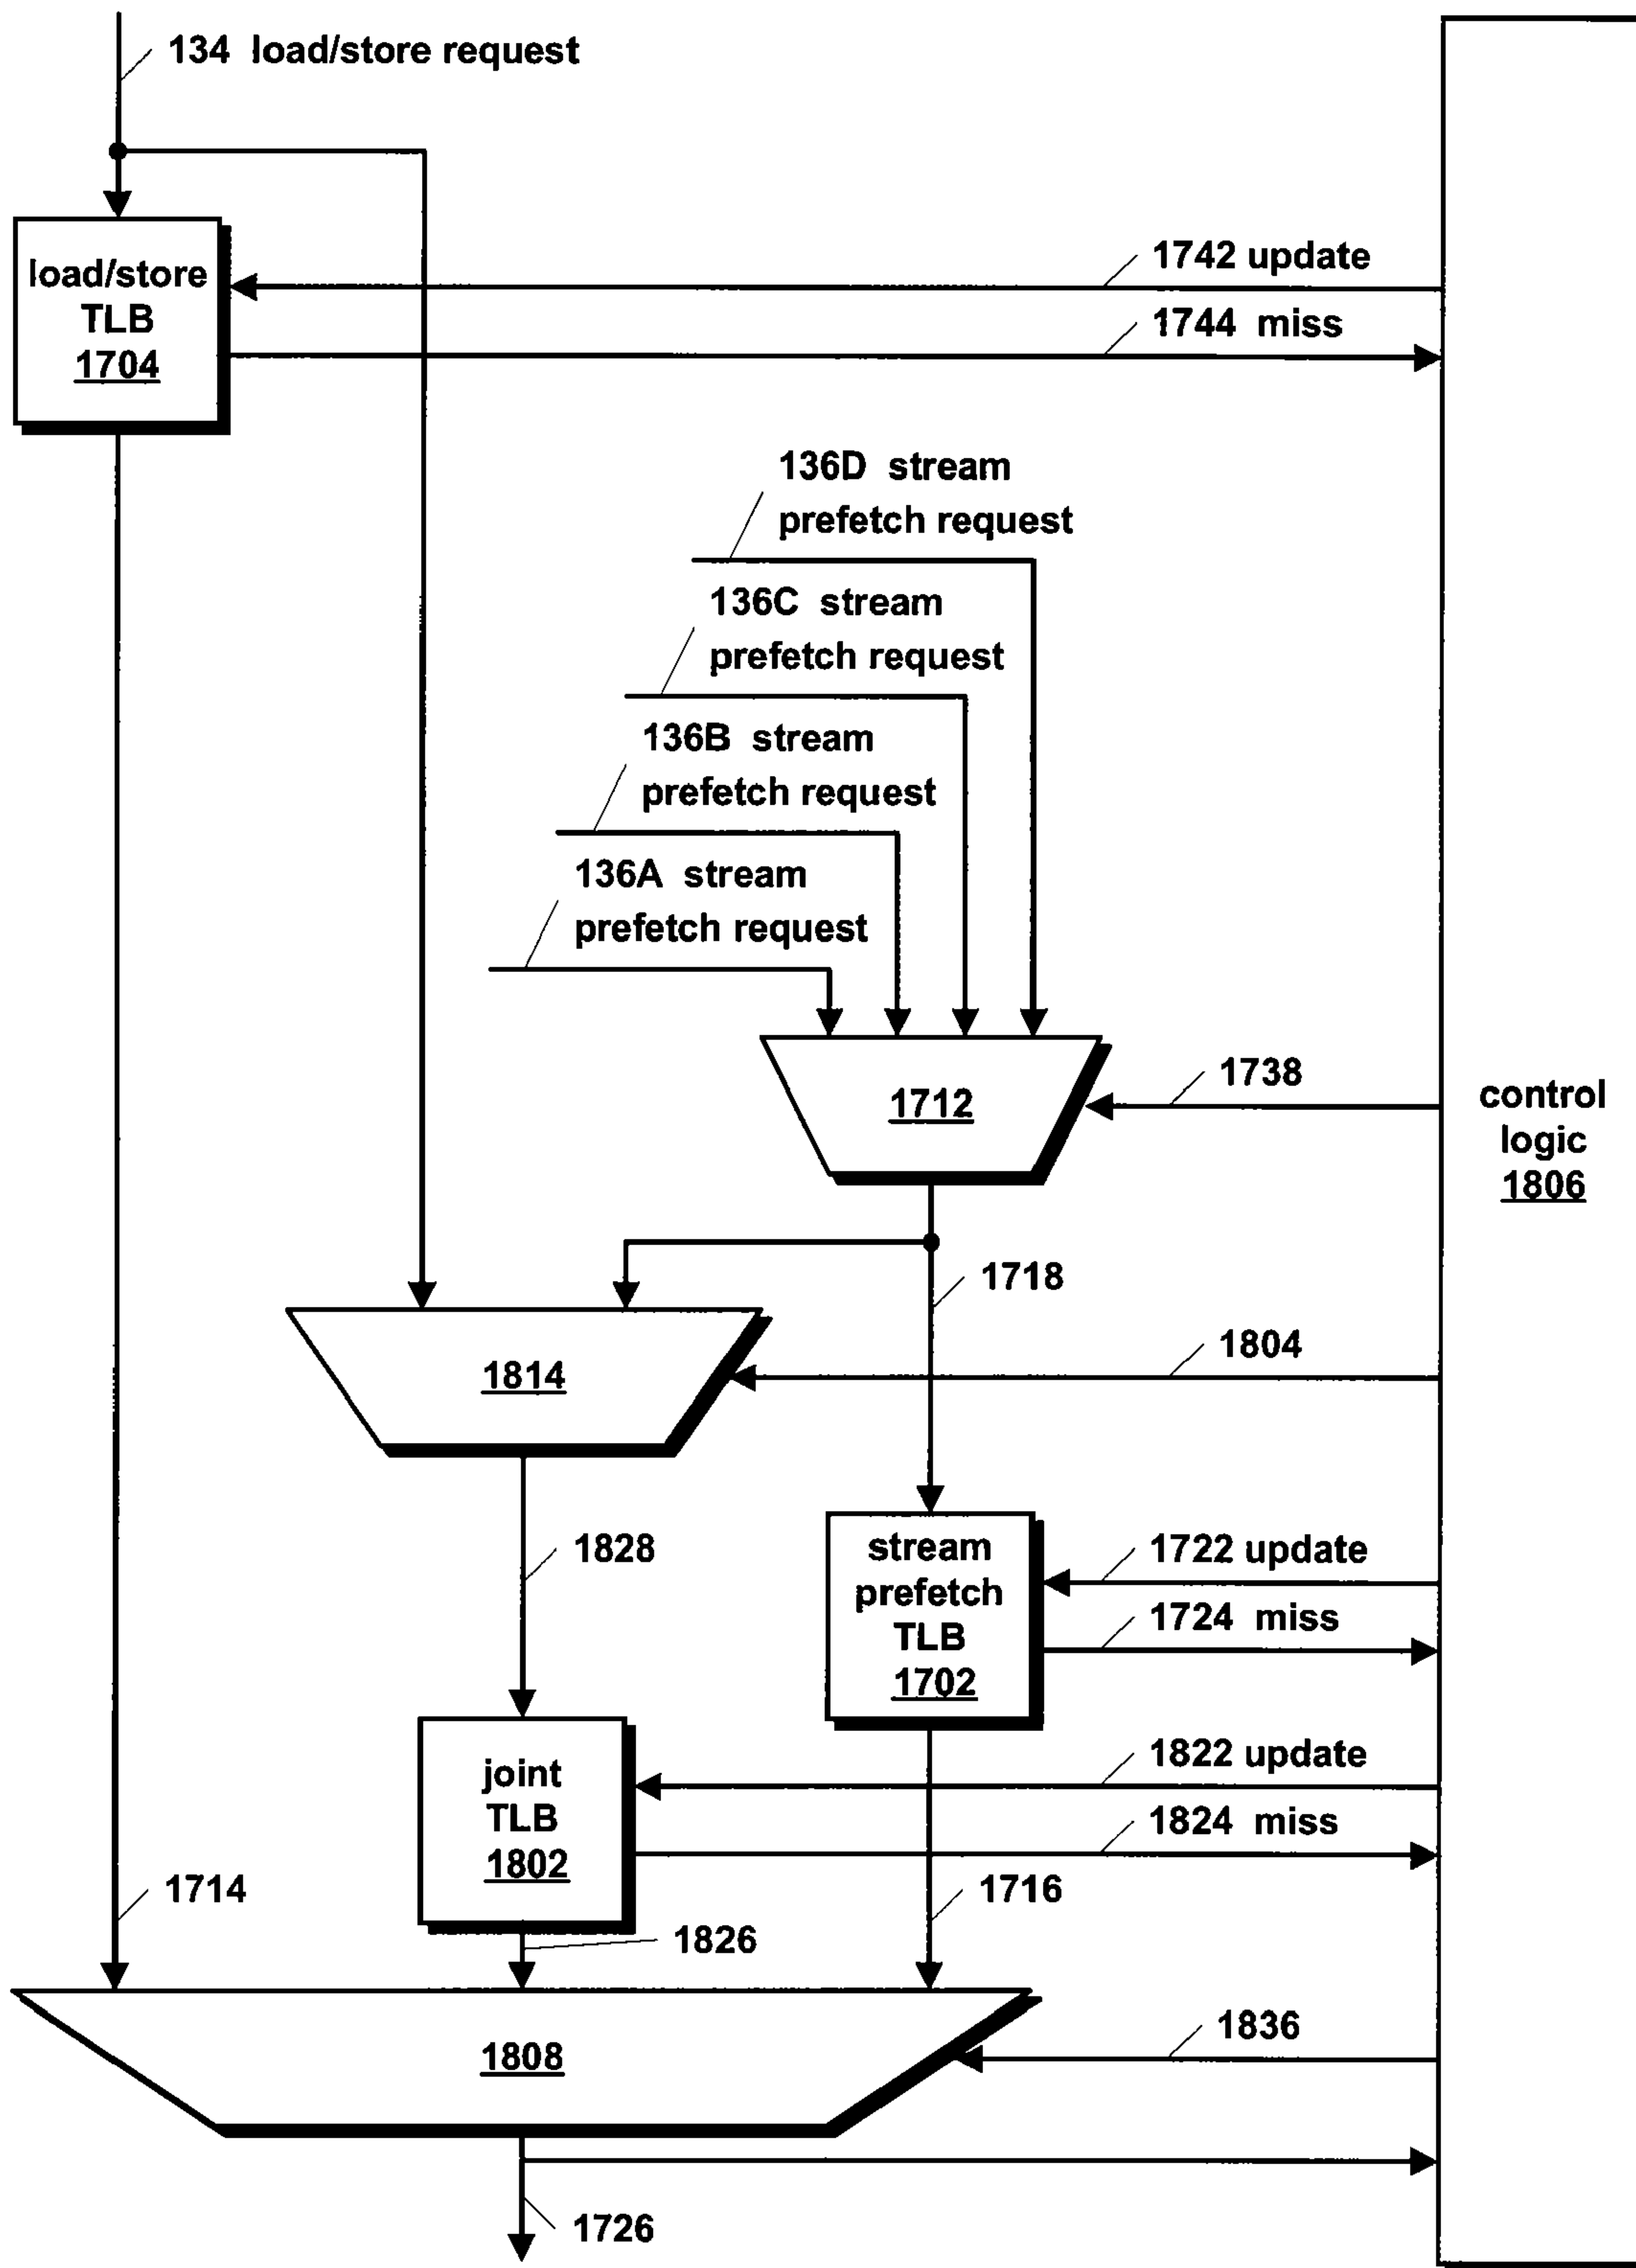 134 load/store request
load/store
TLB
1704
1742 update
1744 miss
136D stream
prefetch request
136C stream
prefetch request
136B stream
prefetch request
136A stream
prefetch request
1712
1738
control
logic
1806
1718
1814
1804
1828
stream
prefetch
TLB
1702
1722 update
1724 miss
joint
TLB
1802
1822 update
1824 miss
1714
1716
1826
1808
1836
1726